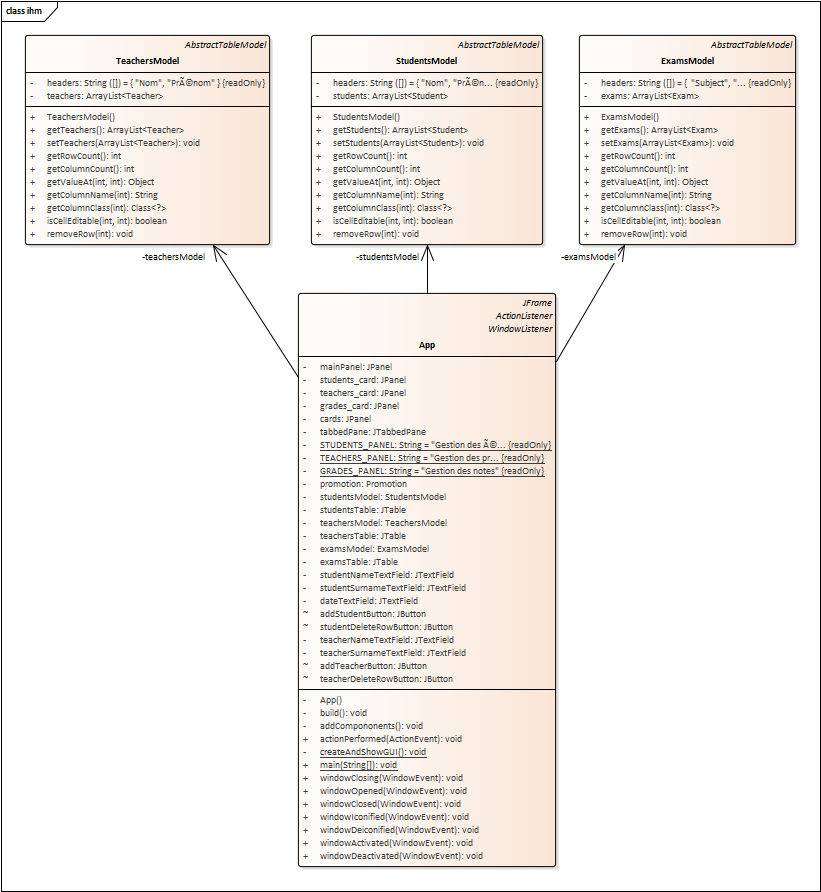 class ihm
AbstractTableModel
TeachersModel
- headers: String ([]) = { "Nom", "PrÃ©nom" } {readOnly}
- teachers: ArrayList<Teacher>
+ TeachersModel()
+ getTeachers(): ArrayList<Teacher>
+ setTeachers(ArrayList<Teacher>): void
+ getRowCount(): int
+ getColumnCount(): int
+ getValueAt(int, int): Object
+ getColumnName(int): String
+ getColumnClass(int): Class<?>
+ isCellEditable(int, int): boolean
+ removeRow(int): void
AbstractTableModel
StudentsModel
- headers: String ([]) = { "Nom", "PrÃ©n... {readOnly}
- students: ArrayList<Student>
+ StudentsModel()
+ getStudents(): ArrayList<Student>
+ setStudents(ArrayList<Student>): void
+ getRowCount(): int
+ getColumnCount(): int
+ getValueAt(int, int): Object
+ getColumnName(int): String
+ getColumnClass(int): Class<?>
+ isCellEditable(int, int): boolean
+ removeRow(int): void
AbstractTableModel
ExamsModel
- headers: String ([]) = { "Subject", "... {readOnly}
- exams: ArrayList<Exam>
+ ExamsModel()
+ getExams(): ArrayList<Exam>
+ setExams(ArrayList<Exam>): void
+ getRowCount(): int
+ getColumnCount(): int
+ getValueAt(int, int): Object
+ getColumnName(int): String
+ getColumnClass(int): Class<?>
+ isCellEditable(int, int): boolean
+ removeRow(int): void
-teachersModel
-studentsModel
-examsModel
JFrame
ActionListener
WindowListener
App
- mainPanel: JPanel
- students_card: JPanel
- teachers_card: JPanel
- grades_card: JPanel
- cards: JPanel
- tabbedPane: JTabbedPane
- STUDENTS_PANEL: String = "Gestion des Ã©... {readOnly}
- TEACHERS_PANEL: String = "Gestion des pr... {readOnly}
- GRADES_PANEL: String = "Gestion des notes" {readOnly}
- promotion: Promotion
- studentsModel: StudentsModel
- studentsTable: JTable
- teachersModel: TeachersModel
- teachersTable: JTable
- examsModel: ExamsModel
- examsTable: JTable
- studentNameTextField: JTextField
- studentSurnameTextField: JTextField
- dateTextField: JTextField
~ addStudentButton: JButton
~ studentDeleteRowButton: JButton
- teacherNameTextField: JTextField
- teacherSurnameTextField: JTextField
~ addTeacherButton: JButton
~ teacherDeleteRowButton: JButton
- App()
- build(): void
- addCompononents(): void
+ actionPerformed(ActionEvent): void
- createAndShowGUI(): void
+ main(String[]): void
+ windowClosing(WindowEvent): void
+ windowOpened(WindowEvent): void
+ windowClosed(WindowEvent): void
+ windowIconified(WindowEvent): void
+ windowDeiconified(WindowEvent): void
+ windowActivated(WindowEvent): void
+ windowDeactivated(WindowEvent): void